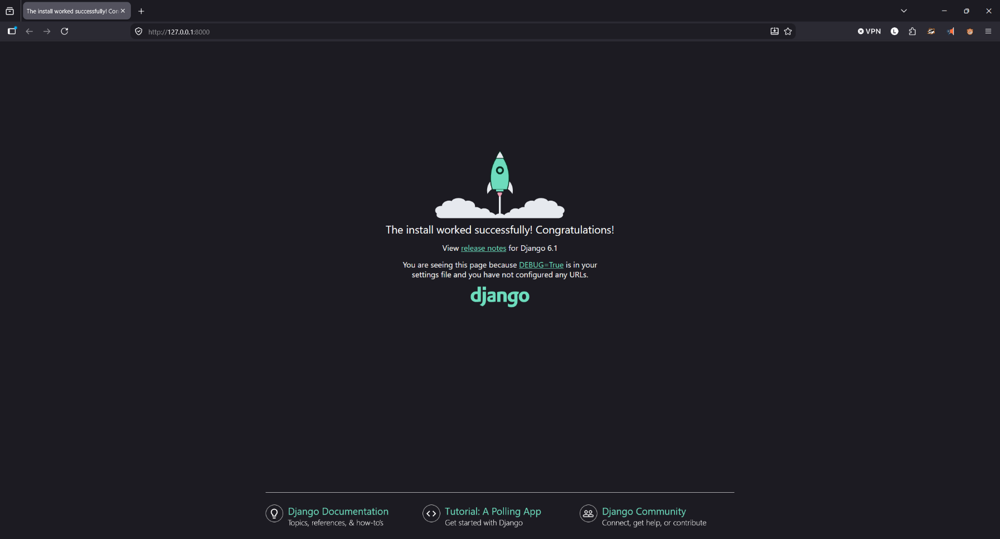 The install worked successfully! Con
http://127.0.0.1:8000
VPN
L
The install worked successfully! Congratulations!
View release notes for Django 6.1
You are seeing this page because DEBUG=True is in your
settings file and you have not configured any URLs.
django
Django Documentation
Topics, references, & how-to's
Tutorial: A Polling App
Get started with Django
Django Community
Connect, get help, or contribute